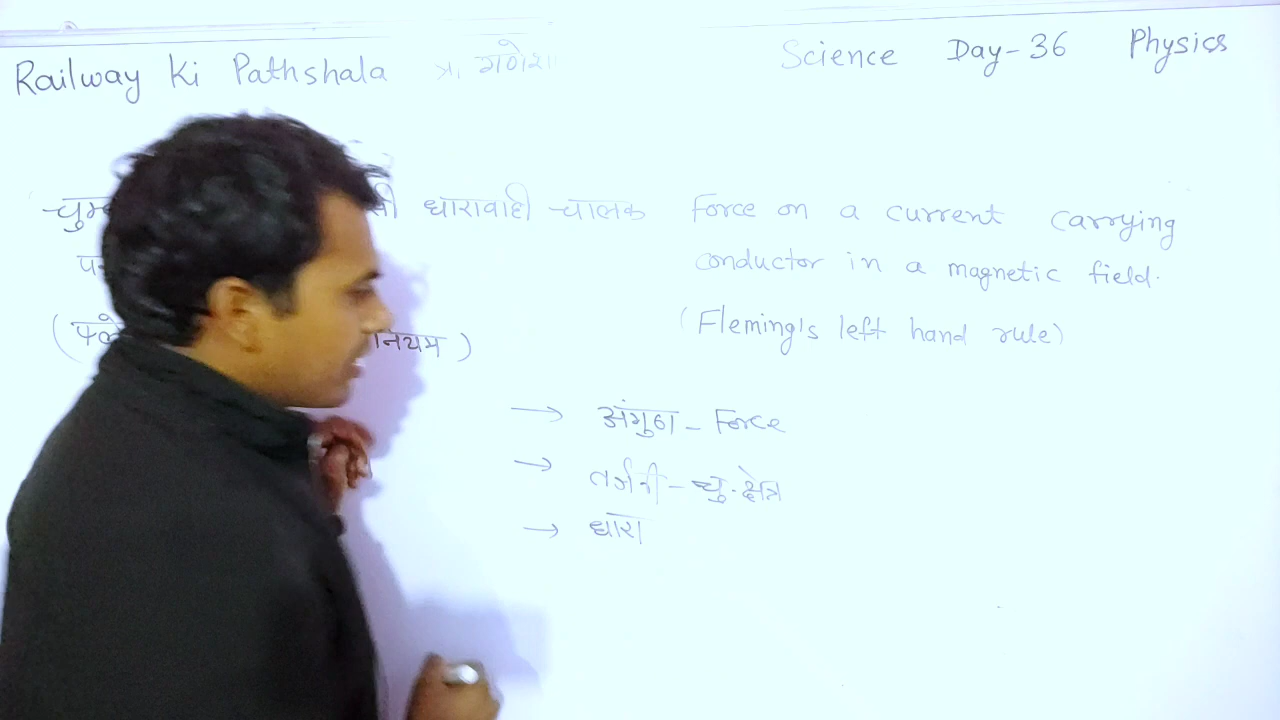 Railway Ki Pathshala गणेश
Science Day-36 Physics
धारावाही चालक
Force on a current carrying
conductor in a magnetic field.
(Fleming's left hand rule)
नियम )
→ अंगुठा - Force
→ तर्जनी - चु. क्षेत्र
→ धारा